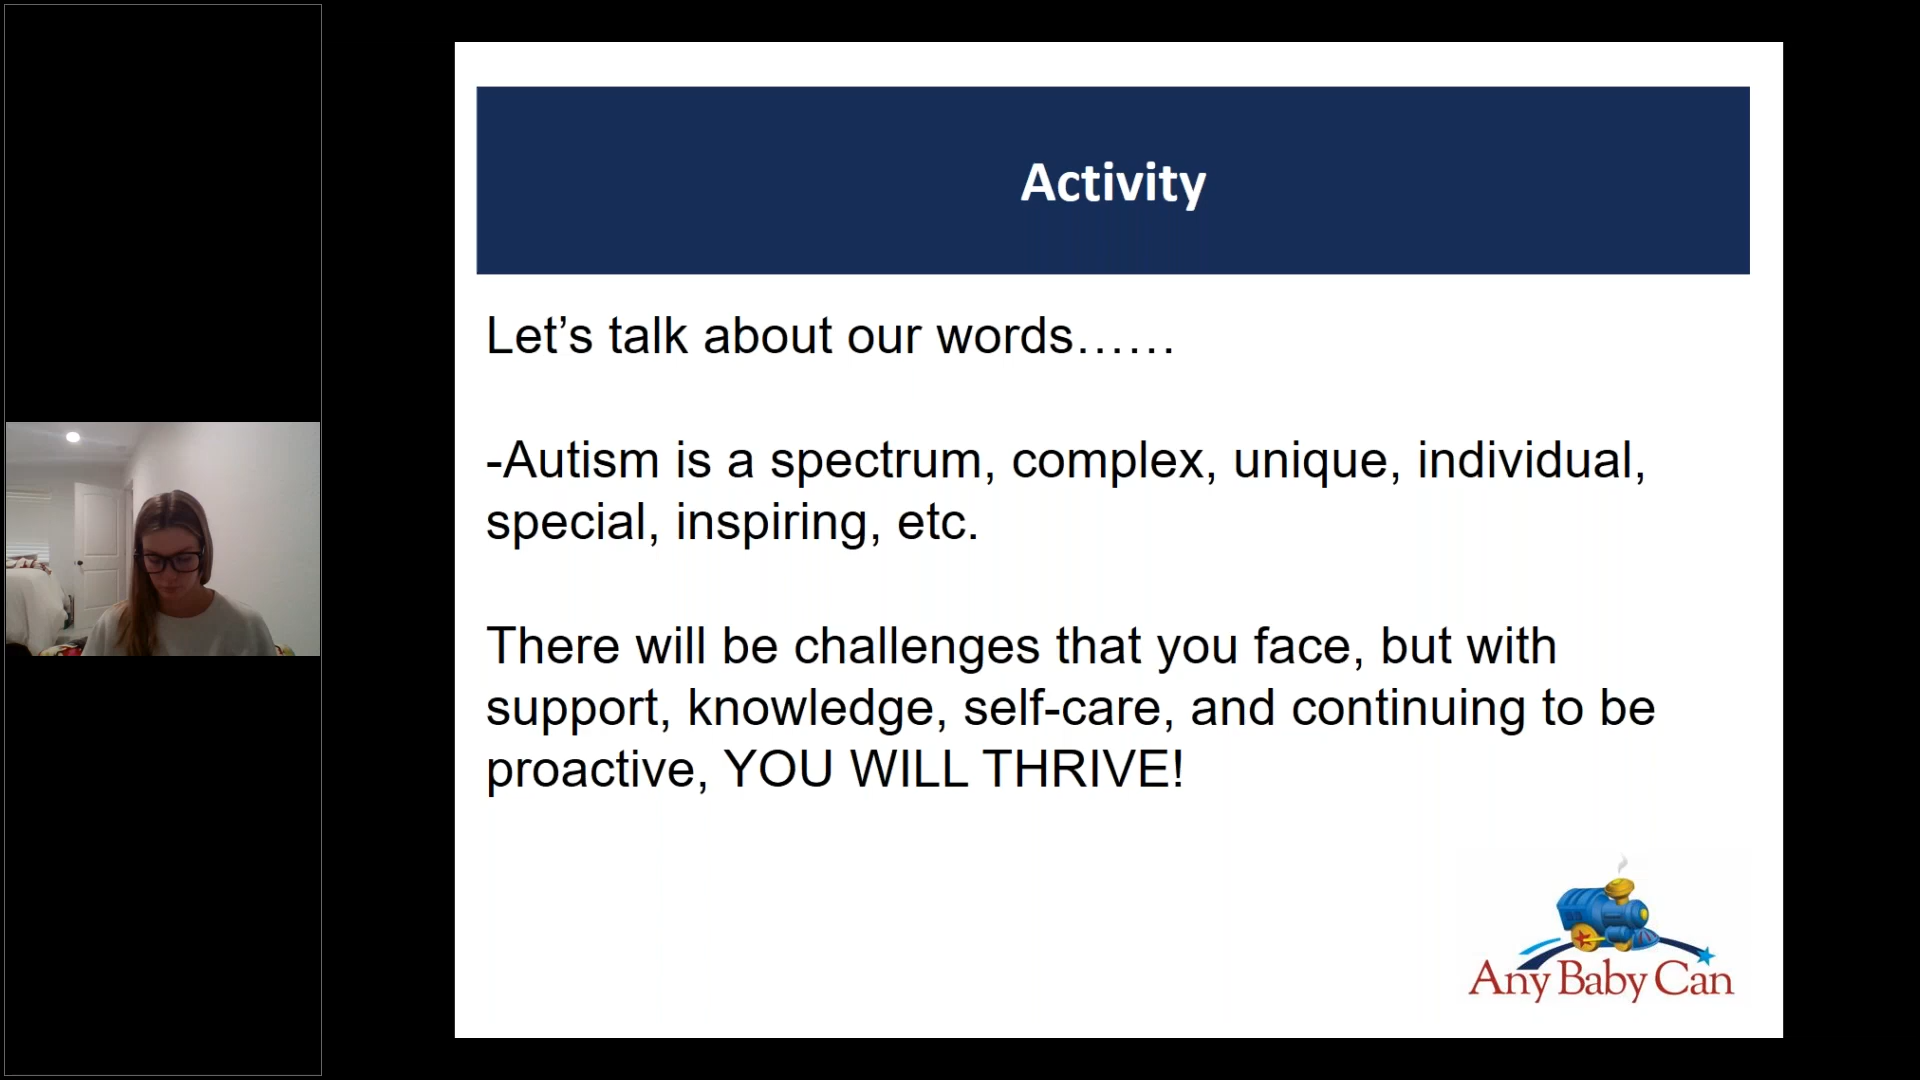 Activity
Let’s talk about our words……
-Autism is a spectrum, complex, unique, individual,
special, inspiring, etc.
There will be challenges that you face, but with
support, knowledge, self-care, and continuing to be
proactive, YOU WILL THRIVE!
Any Baby Can